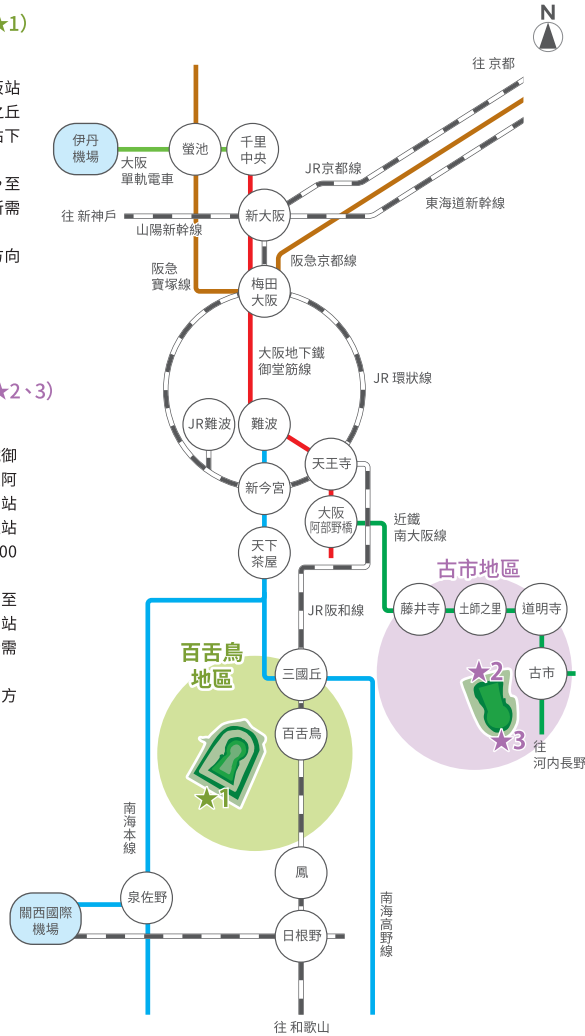 ★1）
阪站
之丘
站下
，至
所需
方向
★2、3）
御
阿
站
站
00
至
站
需
方
N
往 京都
伊丹
機場
螢池
千里
中央
大阪
單軌電車
JR京都線
東海道新幹線
往 新神戶
新大阪
山陽新幹線
阪急
寶塚線
阪急京都線
梅田
大阪
大阪地下鐵
御堂筋線
JR 環狀線
JR難波
難波
天王寺
新今宮
大阪
阿部野橋
近鐵
南大阪線
天下
茶屋
古市地區
JR阪和線
藤井寺
土師之里
道明寺
百舌鳥
地區
三國丘
★2
古市
百舌鳥
★3
往
河內長野
★1
南海本線
鳳
泉佐野
關西國際
機場
日根野
南海高野線
往 和歌山